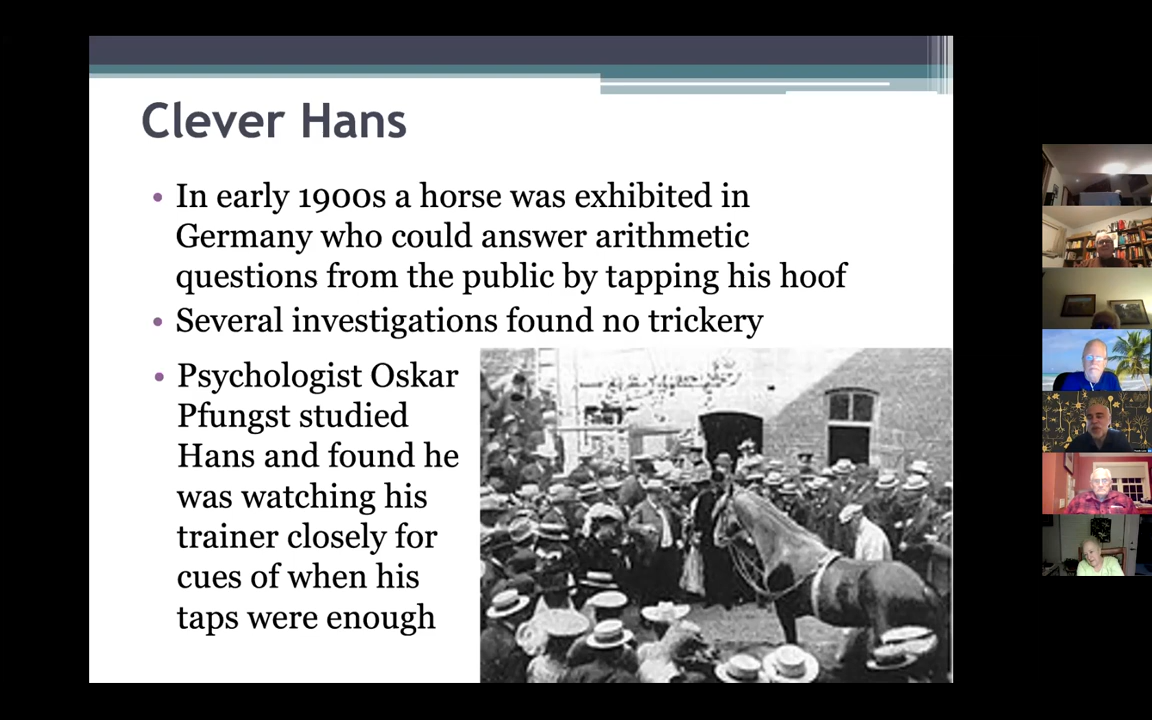 Clever Hans
• In early 1900s a horse was exhibited in
Germany who could answer arithmetic
questions from the public by tapping his hoof
• Several investigations found no trickery
• Psychologist Oskar
Pfungst studied
Hans and found he
was watching his
trainer closely for
cues of when his
taps were enough